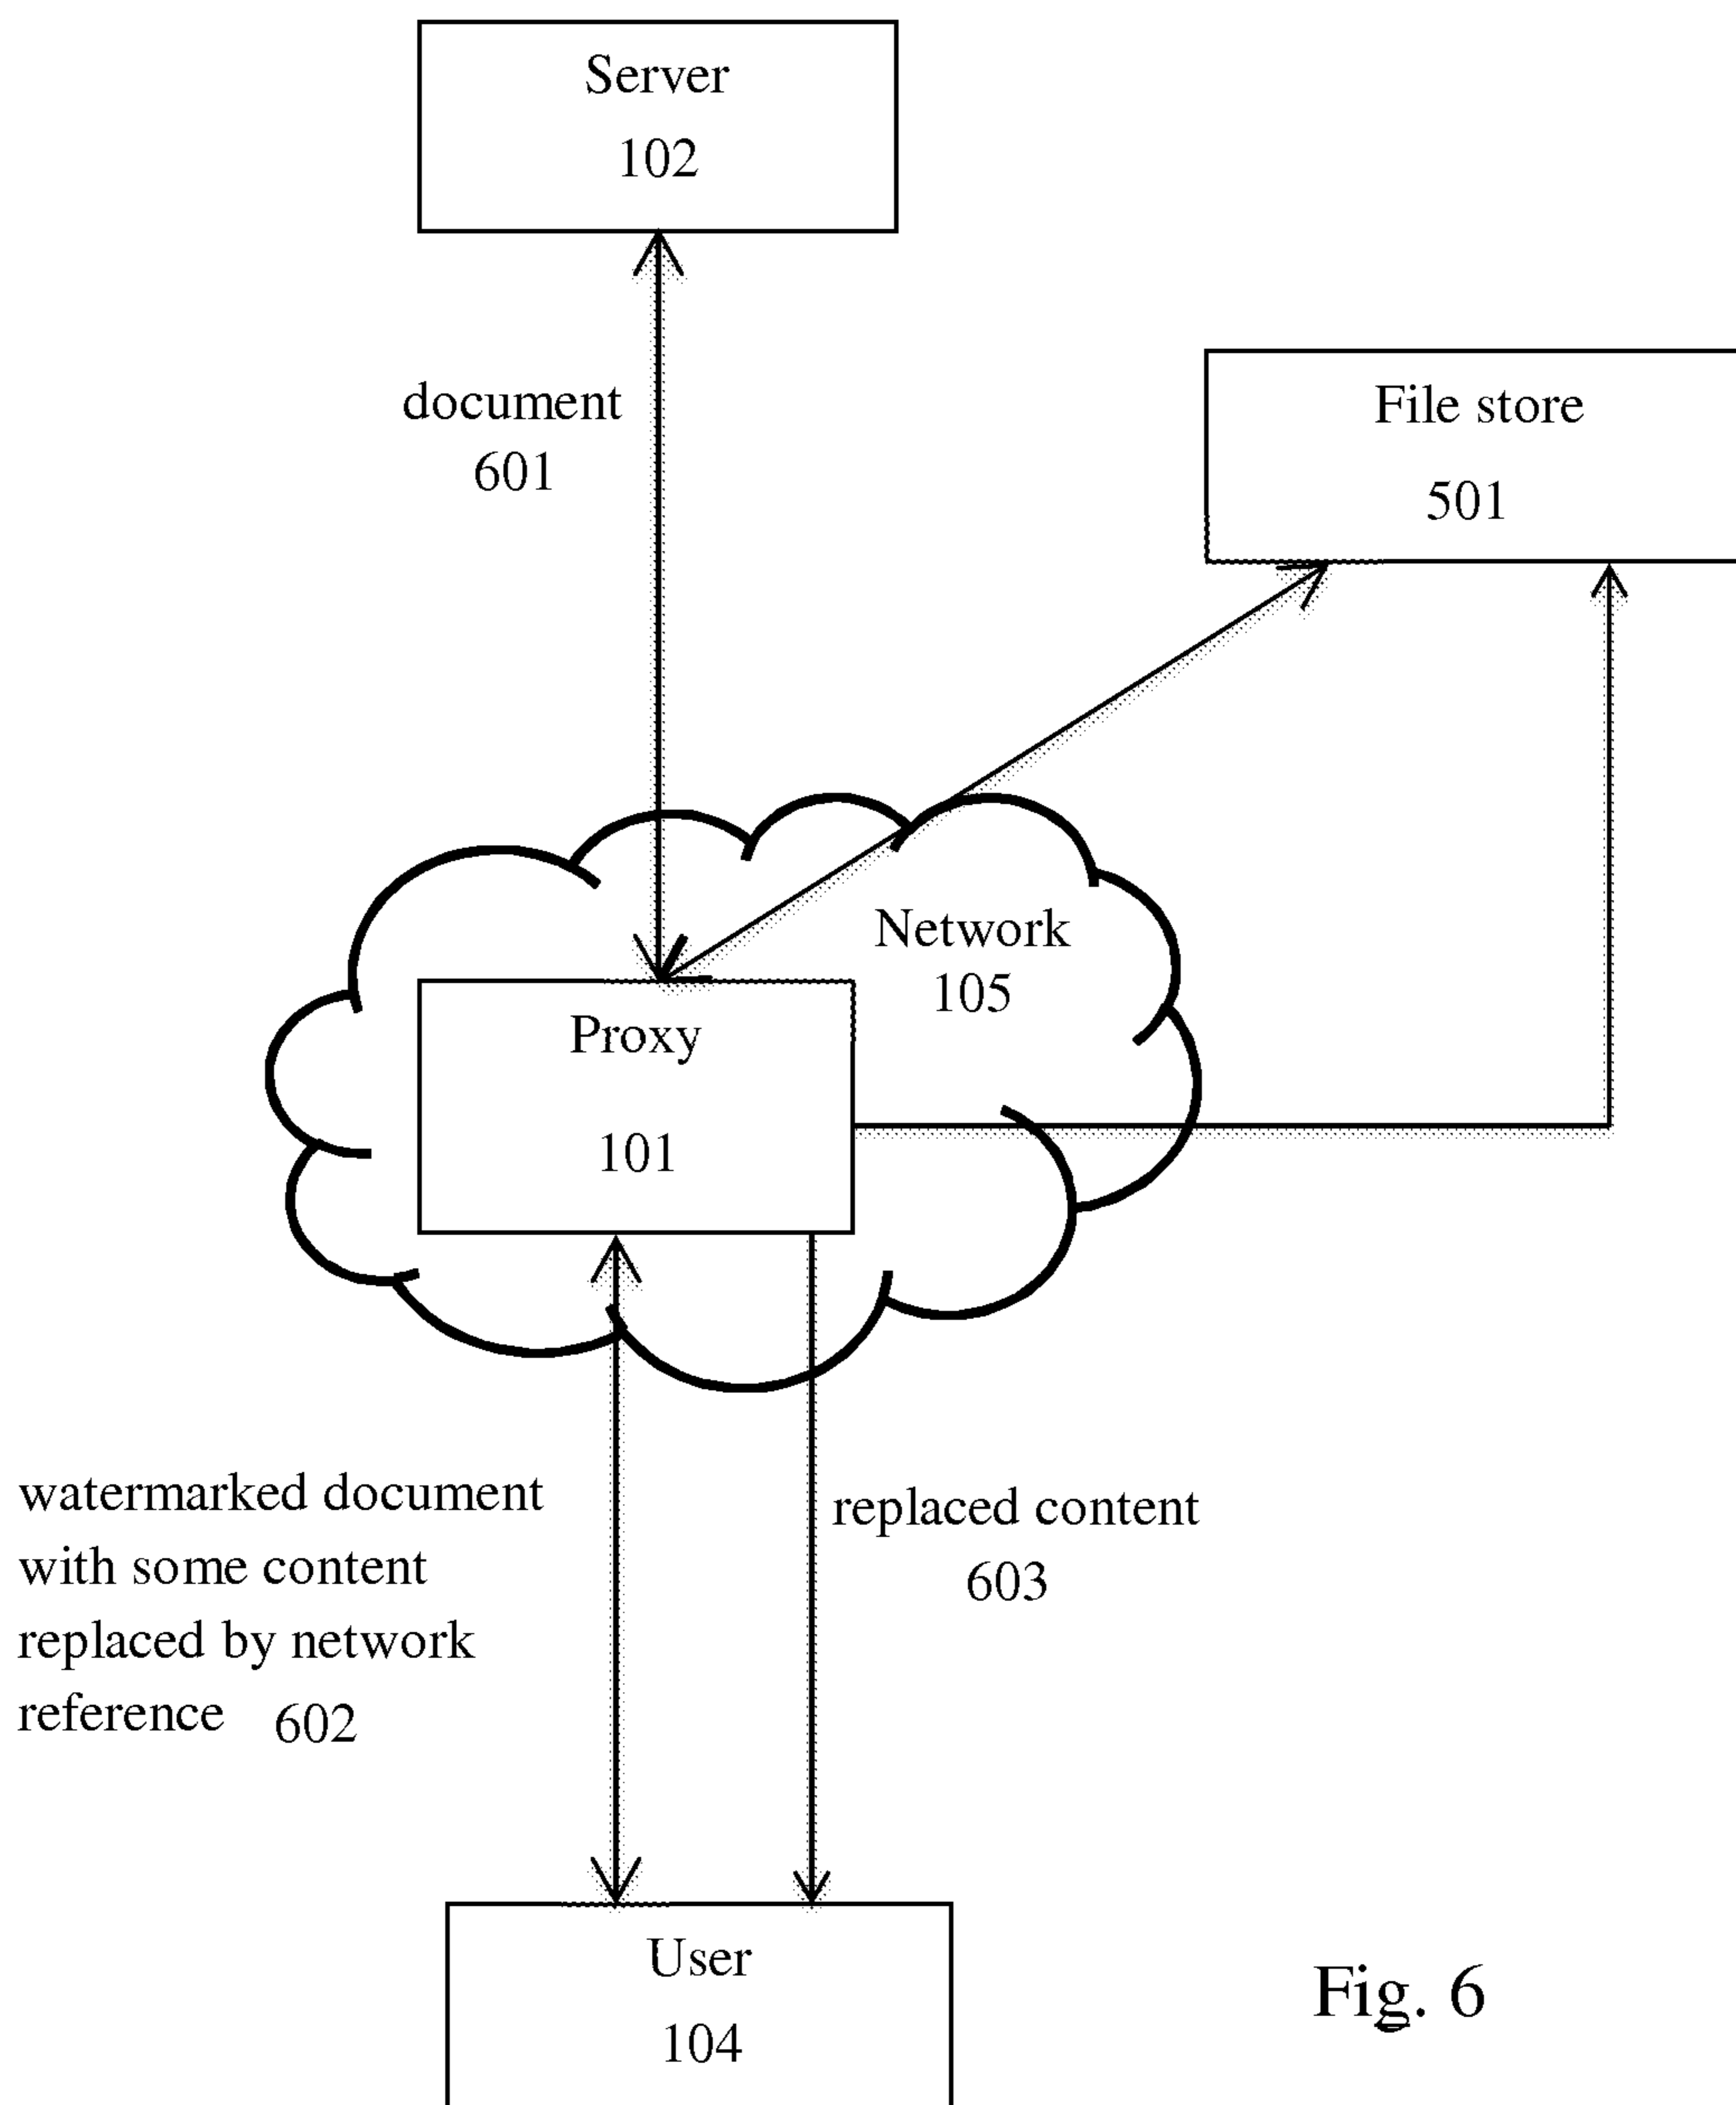 Server
102
document
601
File store
501
Network
105
Proxy
101
watermarked document
with some content
replaced by network
reference 602
replaced content
603
User
104
Fig. 6